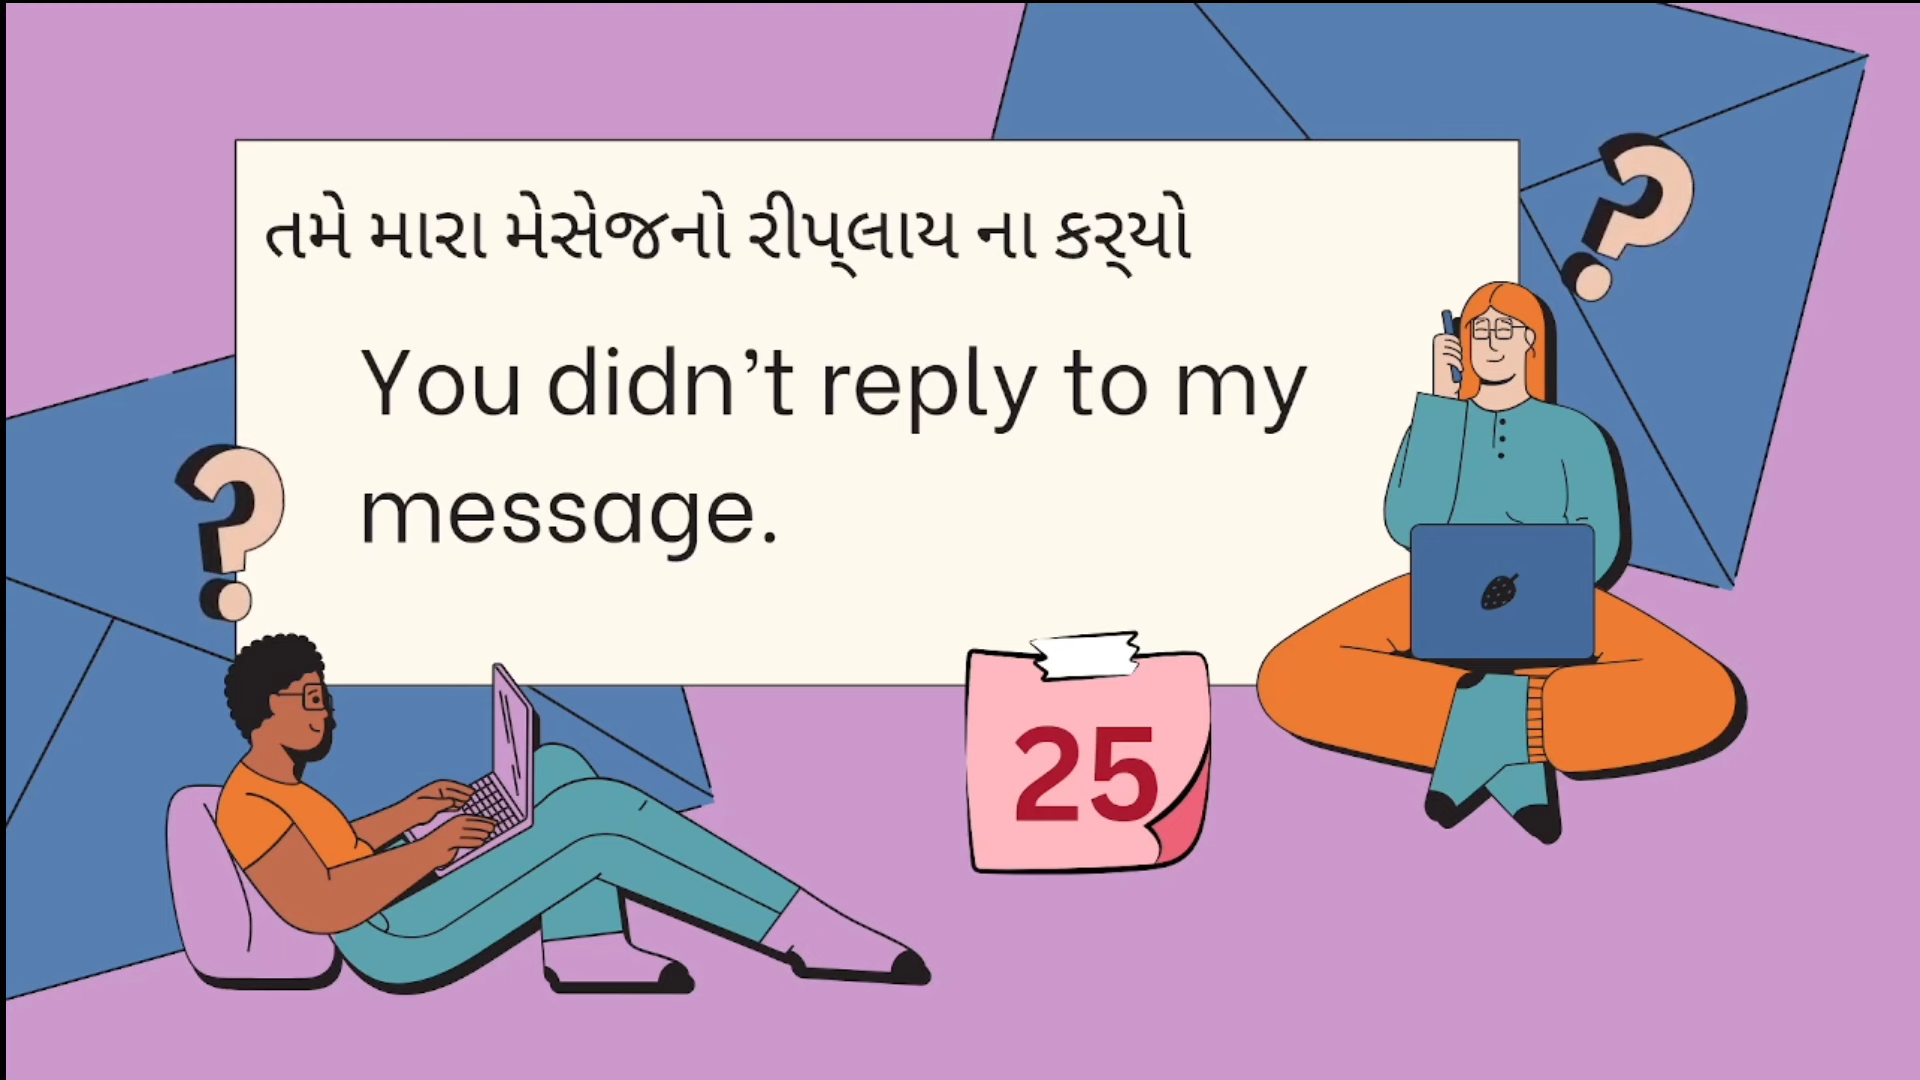 તમે મારા મેસેજનો રીપ્લાય ના કર્યો
You didn’t reply to my
message.
25